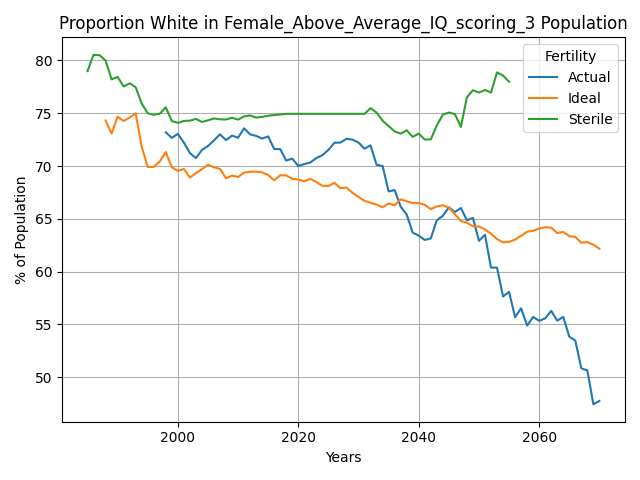 Proportion White in Female_Above_Average_IQ_scoring_3 Population
Fertility
Actual
Ideal
Sterile
% of Population
80
75
70
65
60
55
50
2000
2020
2040
2060
Years